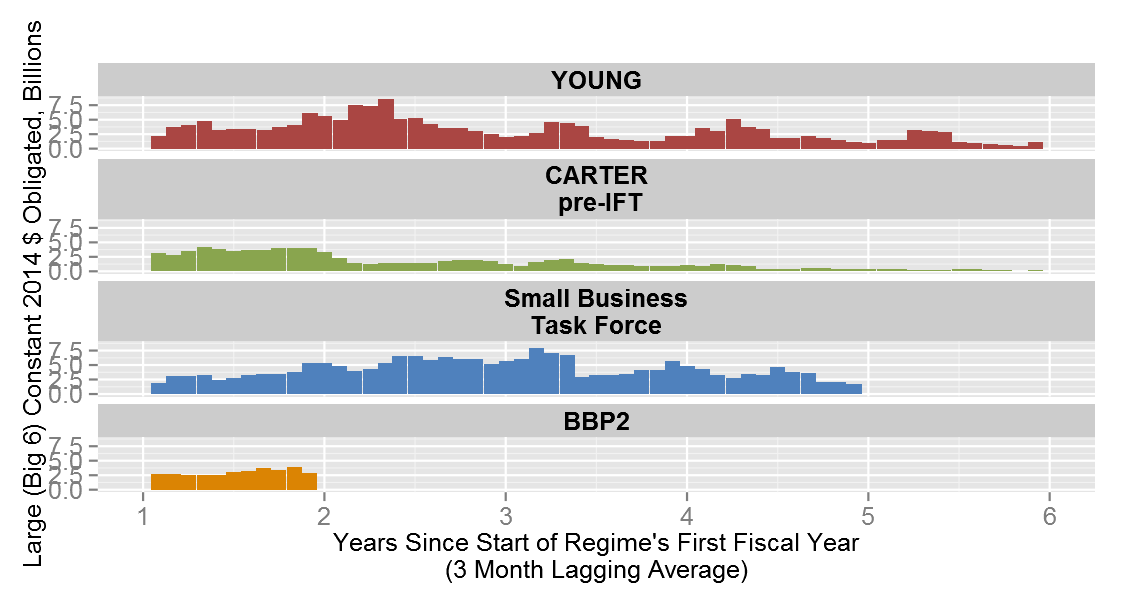 Large (Big 6) Constant 2014 $ Obligated, Billions
YOUNG
7.5
5.0
2.5
0.0
CARTER
pre-IFT
7.5
5.0
2.5
0.0
Small Business
Task Force
7.5
5.0
2.5
0.0
BBP2
7.5
5.0
2.5
0.0
1 2 3 4 5 6
Years Since Start of Regime's First Fiscal Year
(3 Month Lagging Average)